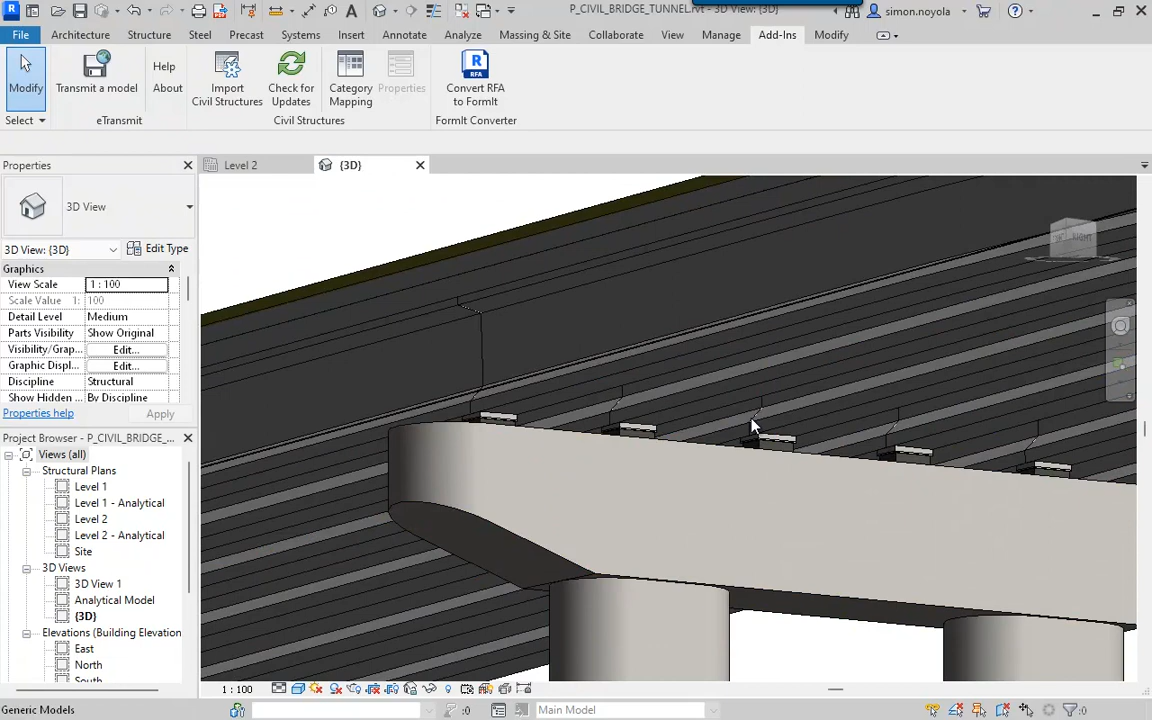 P_CIVIL_BRIDGE_TUNNEL.rvt - 3D View: {3D}
simon.noyola
File Architecture Structure Steel Precast Systems Insert Annotate Analyze Massing & Site Collaborate View Manage Add-Ins Modify
Modify
Transmit a model
Help
About
Import
Civil Structures
Check for
Updates
Category
Mapping
Properties
Convert RFA
to FormIt
Select
eTransmit
Civil Structures
FormIt Converter
Properties
Level 2
{3D}
3D View
3D View: {3D}
Edit Type
Graphics
View Scale 1 : 100
Scale Value 1: 100
Detail Level Medium
Parts Visibility Show Original
Visibility/Grap... Edit...
Graphic Displ... Edit...
Discipline Structural
Show Hidden ... By Discipline
Properties help
Apply
Project Browser - P_CIVIL_BRIDGE_...
Views (all)
Structural Plans
Level 1
Level 1 - Analytical
Level 2
Level 2 - Analytical
Site
3D Views
3D View 1
Analytical Model
{3D}
Elevations (Building Elevation
East
North
South
RIGHT
1 : 100
Generic Models
:0
Main Model
:0